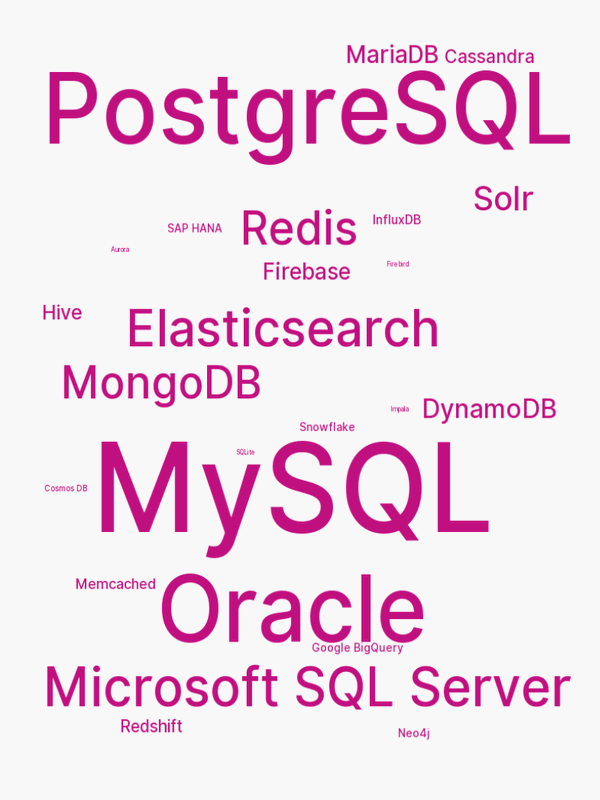 MariaDB Cassandra
PostgreSQL
Solr
SAP HANA Redis InfluxDB
Aurora
Firebase Firebird
Hive
Elasticsearch
MongoDB
Impala DynamoDB
Snowflake
MySQL
SQLite
Cosmos DB
Memcached
Oracle
Google BigQuery
Microsoft SQL Server
Redshift
Neo4j